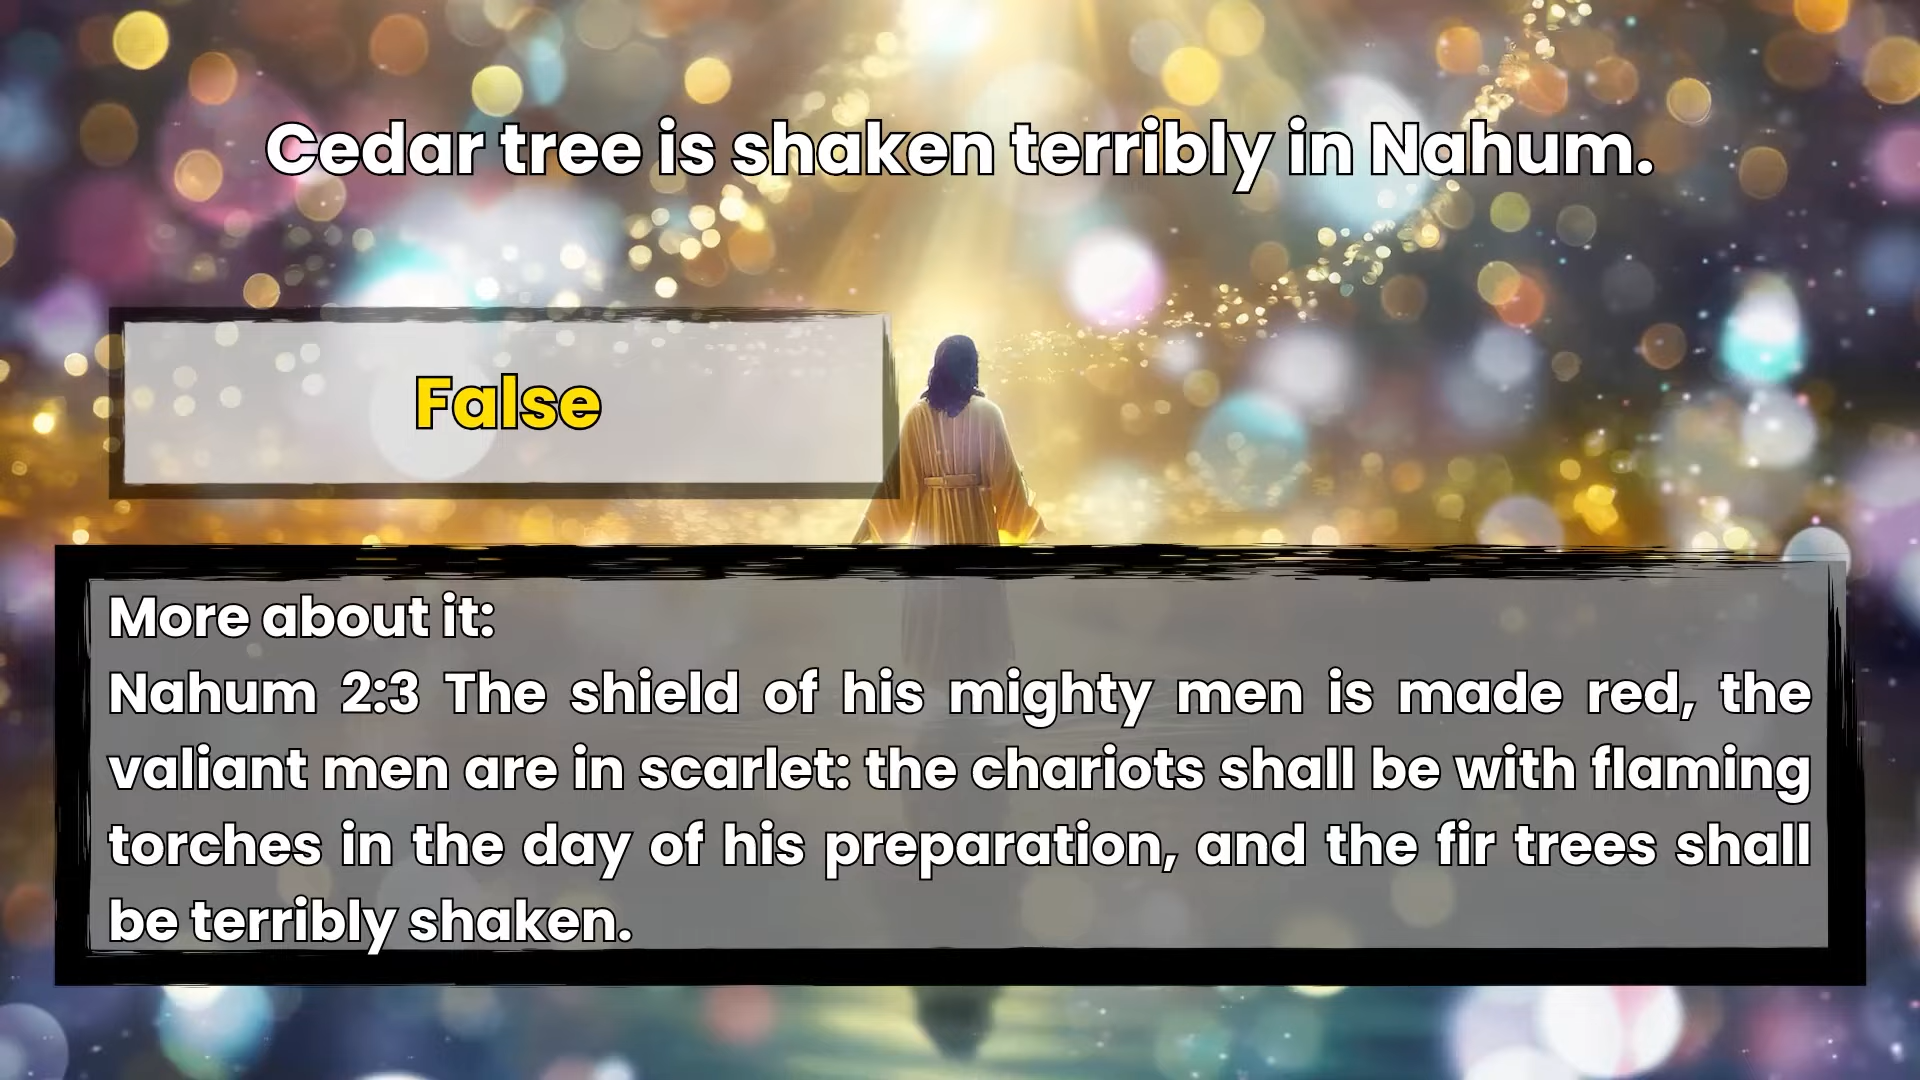 Cedar tree is shaken terribly in Nahum.
False
More about it:
Nahum 2:3 The shield of his mighty men is made red, the
valiant men are in scarlet: the chariots shall be with flaming
torches in the day of his preparation, and the fir trees shall
be terribly shaken.